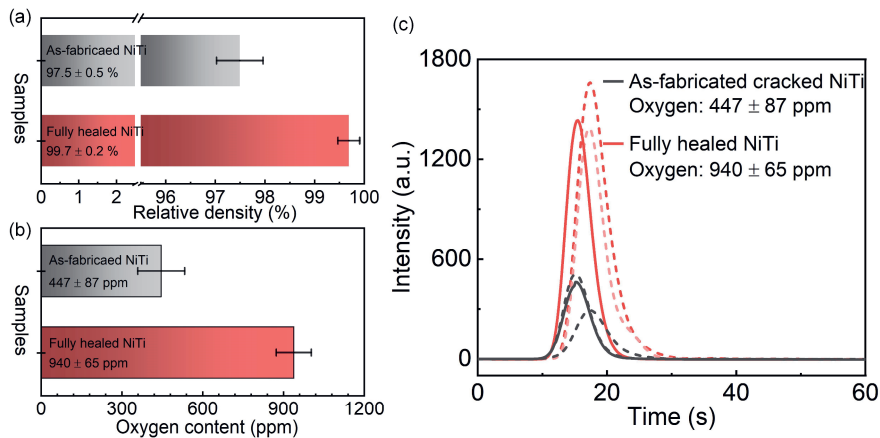 (a)
As-fabricaed NiTi
97.5 ± 0.5 %
Fully healed NiTi
99.7 ± 0.2 %
Samples
0 1 2 96 97 98 99 100
Relative density (%)
(b)
As-fabricaed NiTi
447 ± 87 ppm
Fully healed NiTi
940 ± 65 ppm
Samples
0 300 600 900 1200
Oxygen content (ppm)
(c)
As-fabricated cracked NiTi
Oxygen: 447 ± 87 ppm
Fully healed NiTi
Oxygen: 940 ± 65 ppm
Intensity (a.u.)
1800
1200
600
0
0 20 40 60
Time (s)